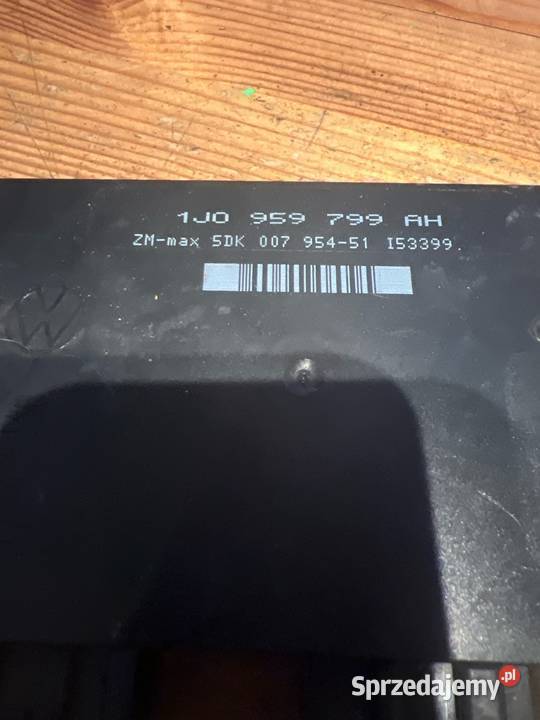 1J0 959 799 AH
ZM-max 5DK 007 954-51 I53399.
Sprzedajemy.pl